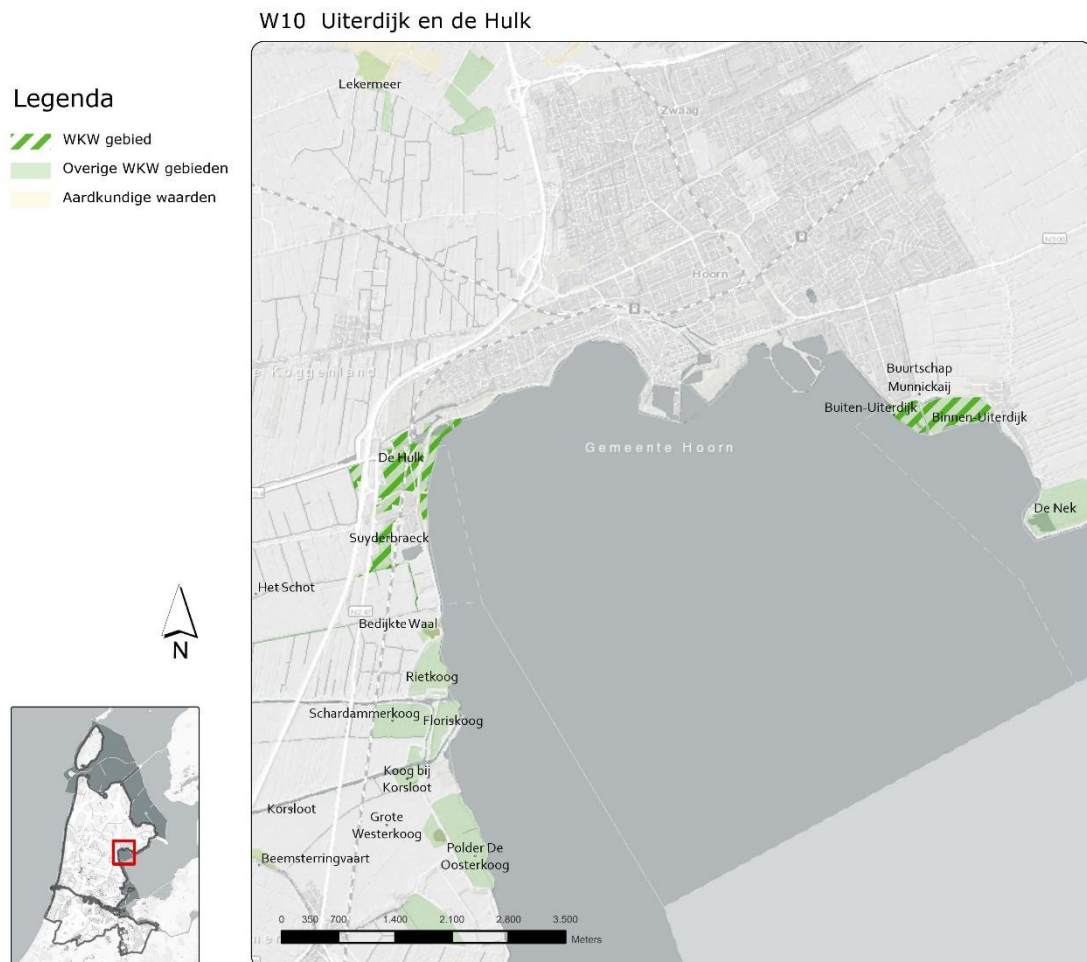 W10 Uiterdijk en de Hulk
Legenda
WKW gebied
Overige WKW gebieden
Aardkundige waarden
Lekermeer
Zwaag
N506
Hoorn
e Koggenland
Buurtschap
Munnickaij
Buiten-Uiterdijk
Binnen-Uiterdijk
Gemeente Hoorn
De Hulk
De Nek
Suyderbraeck
Het Schot
N247
Bedijkte Waal
Rietkoog
Schardammerkoog
Floriskoog
Koog bij
Korsloot
Korsloot
Grote
Westerkoog
Beemsterringvaart
Polder De
Oosterkoog
N
0 350 700 1.400 2.100 2.800 3.500
Meters